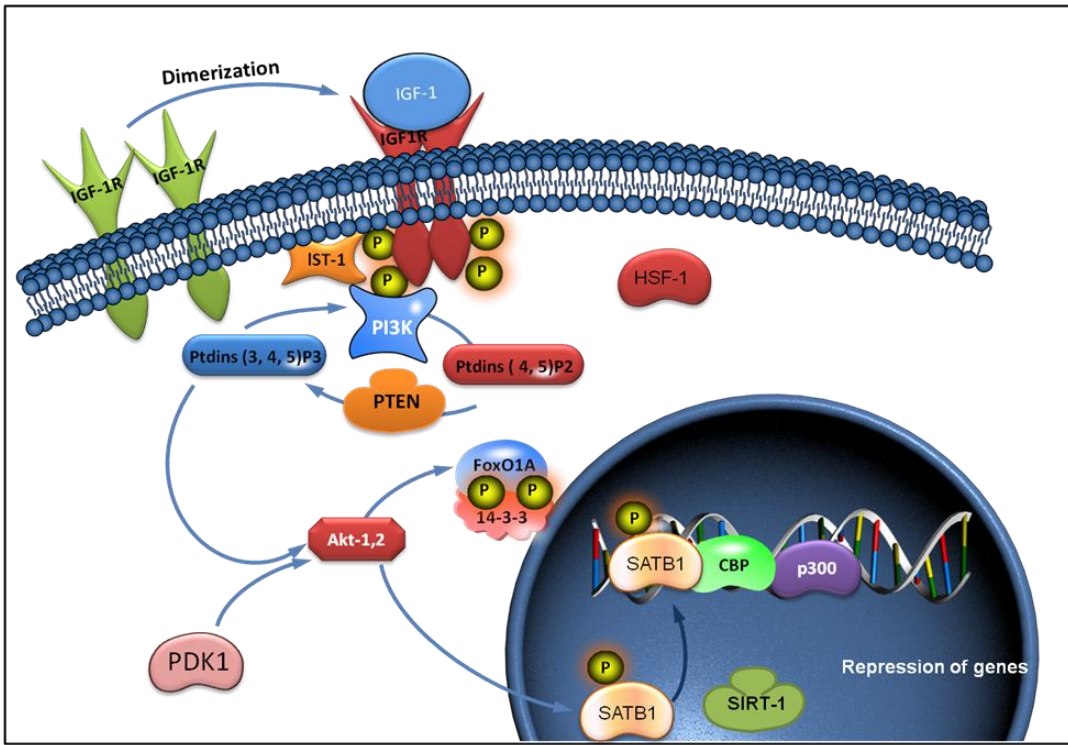 Dimerization
IGF-1
IGF1R
IGF-1R
IGF-1R
P
P
P
P
IST-1
HSF-1
PI3K
Ptdins (3, 4, 5)P3
Ptdins ( 4, 5)P2
PTEN
FoxO1A
P
P
14-3-3
P
Akt-1,2
SATB1
CBP
p300
PDK1
P
Repression of genes
SATB1
SIRT-1